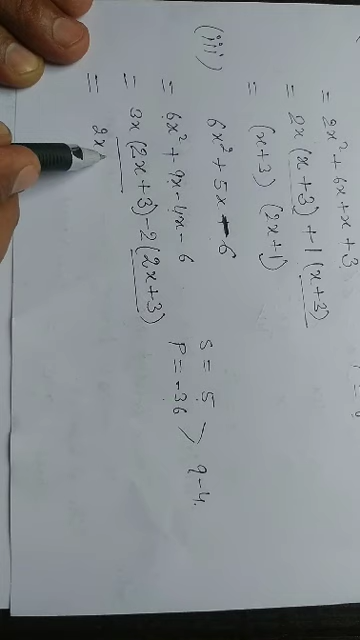 = 2x² + 6x + x + 3
= 2x (x+3) + 1 (x+3)
= (x+3) (2x+1)
(iii) 6x² + 5x - 6
= 6x² + 9x - 4x - 6
= 3x (2x+3) - 2 (2x+3)
= 2x
S = 5
P = -36 > 9 - 4.